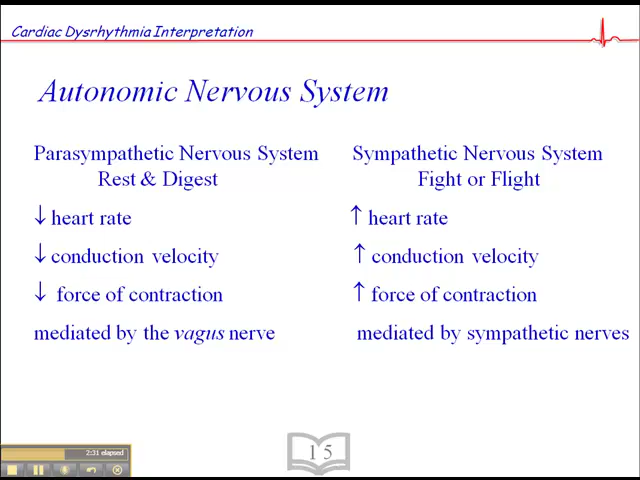 Cardiac Dysrhythmia Interpretation
Autonomic Nervous System
Parasympathetic Nervous System
Rest & Digest
↓ heart rate
↓ conduction velocity
↓ force of contraction
mediated by the vagus nerve
Sympathetic Nervous System
Fight or Flight
↑ heart rate
↑ conduction velocity
↑ force of contraction
mediated by sympathetic nerves
15
2:31 elapsed